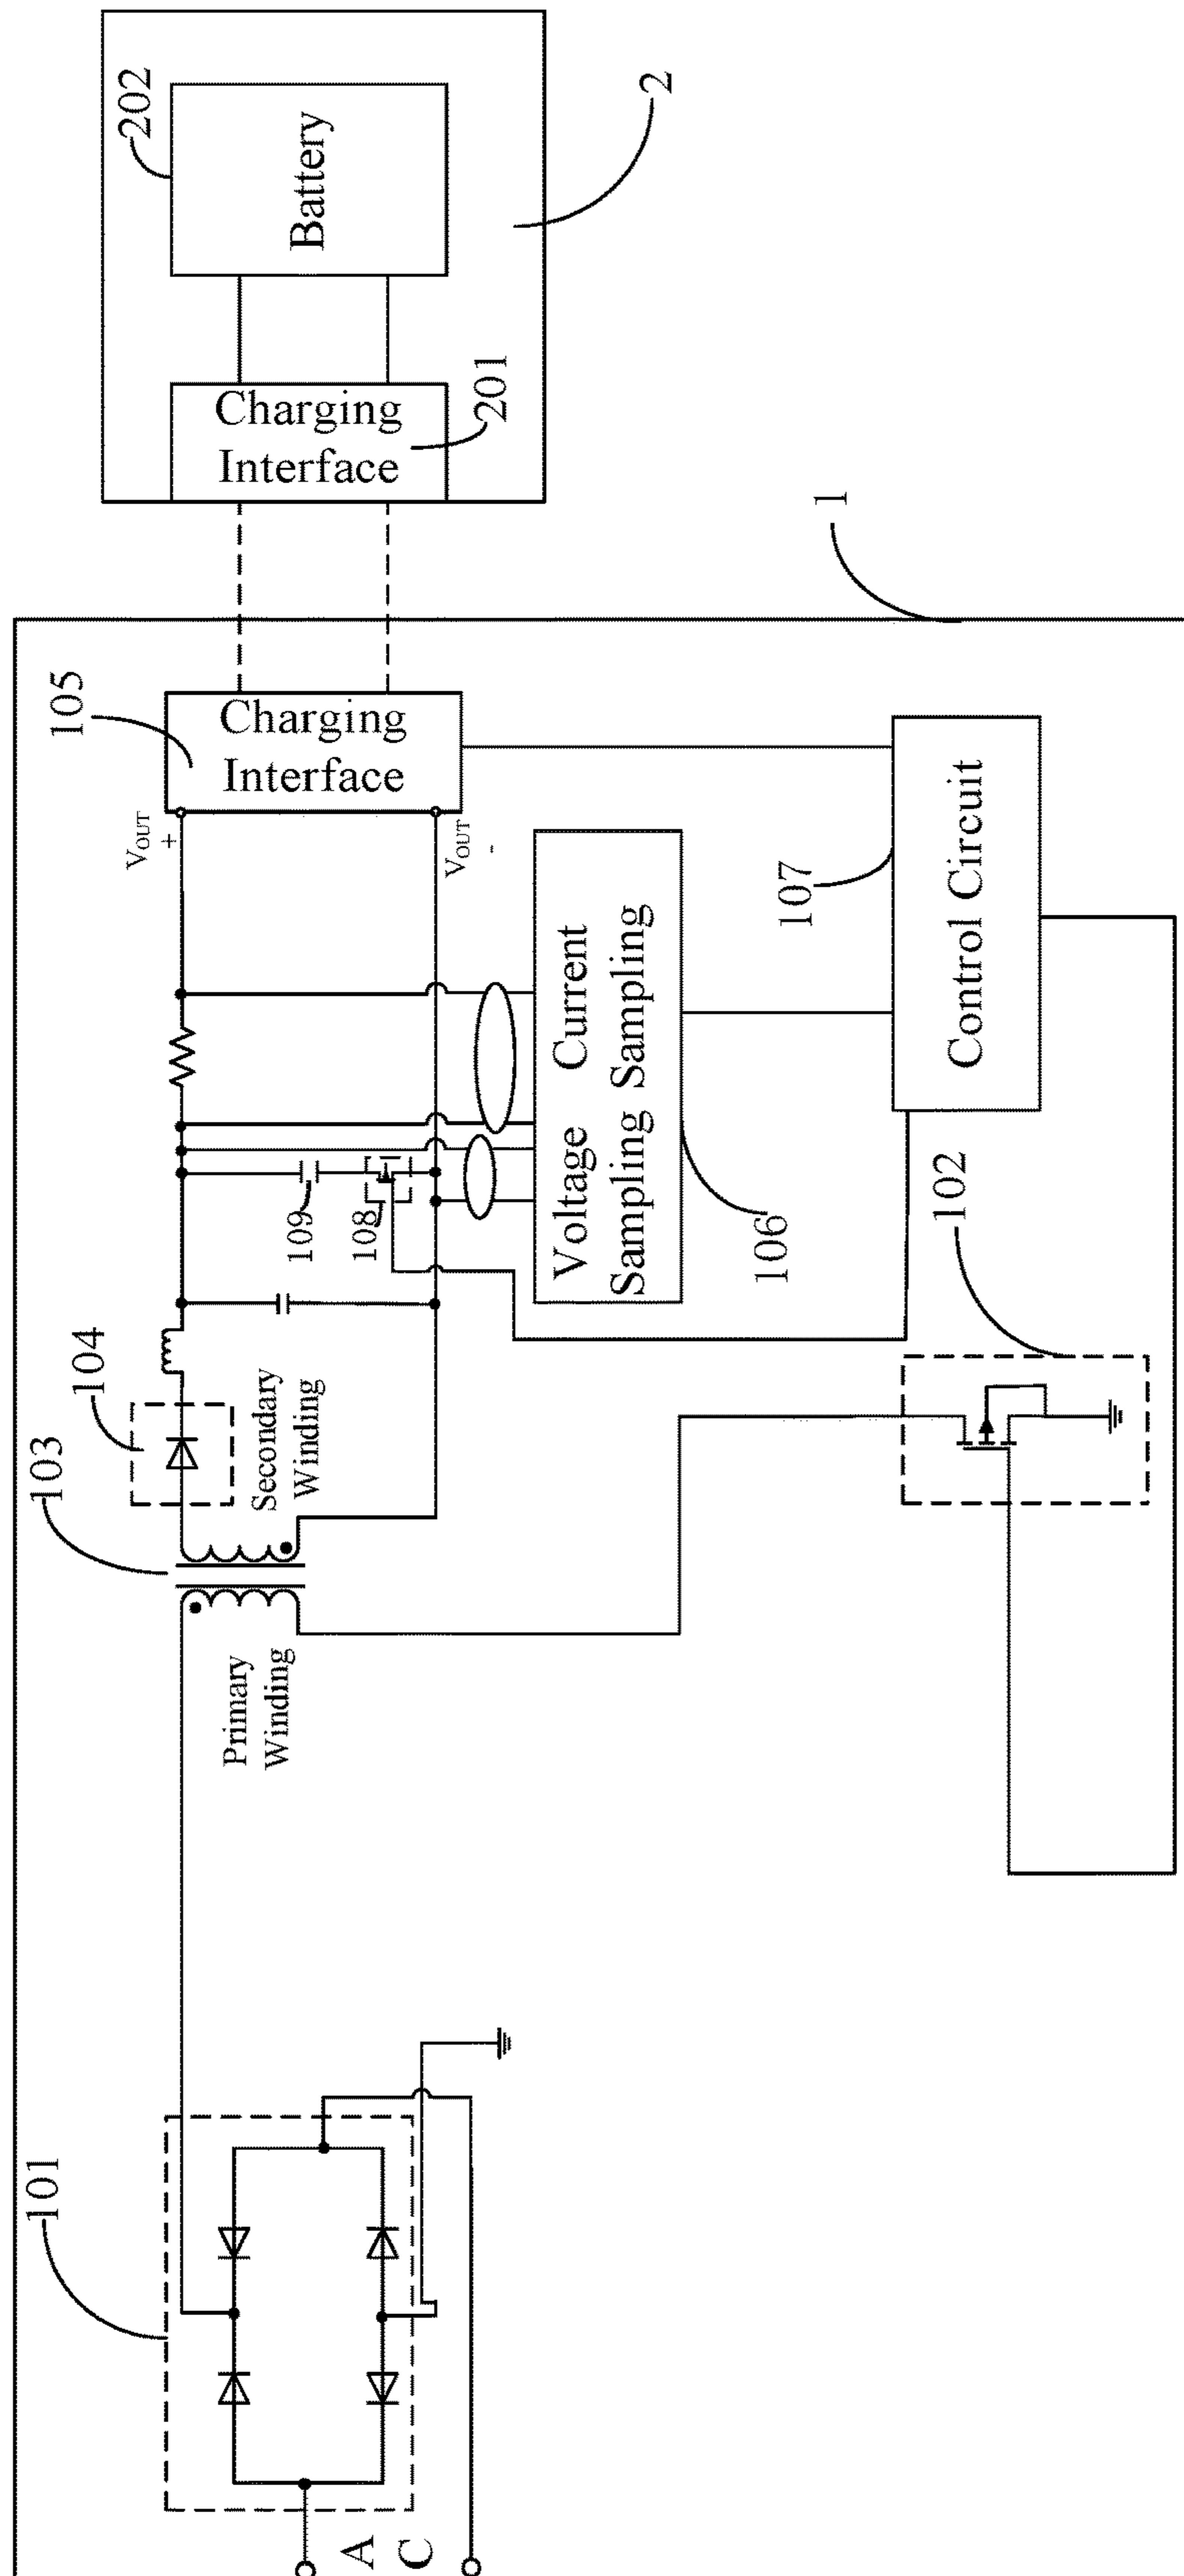 202
Battery
2
Charging
Interface
201
1
105
Charging
Interface
VOUT
+
VOUT
-
Current
Sampling
Voltage
Sampling
106
107
Control Circuit
109
108
102
104
Secondary
Winding
103
Primary
Winding
101
A
C